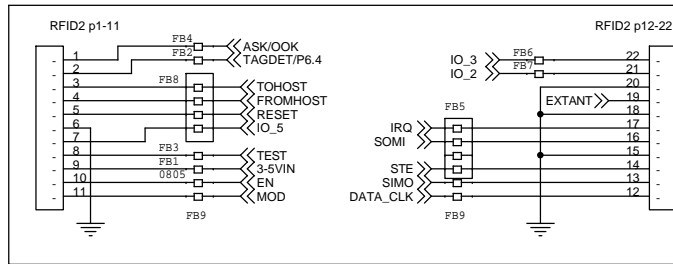 RFID2 p1-11
RFID2 p12-22
FB4
ASK/OOK
1
FB2
TAGDET/P6.4
2
3
FB8
TOHOST
4
FROMHOST
5
RESET
6
IO_5
7
8
FB3
TEST
9
FB1
3-5VIN
10
0805
EN
11
MOD
FB9
IO_3
FB6
22
IO_2
FB7
21
20
EXTANT
19
FB5
18
IRQ
17
SOMI
16
15
STE
14
SIMO
13
DATA_CLK
12
FB9